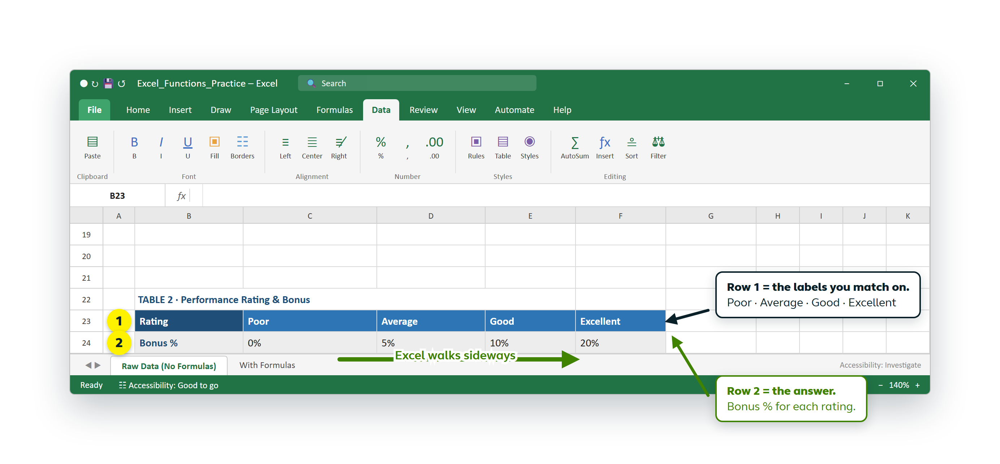 Excel_Functions_Practice – Excel
Search
File Home Insert Draw Page Layout Formulas Data Review View Automate Help
B I U % , .00
Paste B I U Fill Borders Left Center Right % , .00 Rules Table Styles AutoSum Insert Sort Filter
Clipboard Font Alignment Number Styles Editing
B23 fx
A B C D E F G H I J K
19
20
21
22 TABLE 2 · Performance Rating & Bonus
Row 1 = the labels you match on.
Poor · Average · Good · Excellent
23 1 Rating Poor Average Good Excellent
24 2 Bonus % 0% 5% 10% 20%
Excel walks sideways
Raw Data (No Formulas) With Formulas Accessibility: Investigate
Ready Accessibility: Good to go − 140% +
Row 2 = the answer.
Bonus % for each rating.